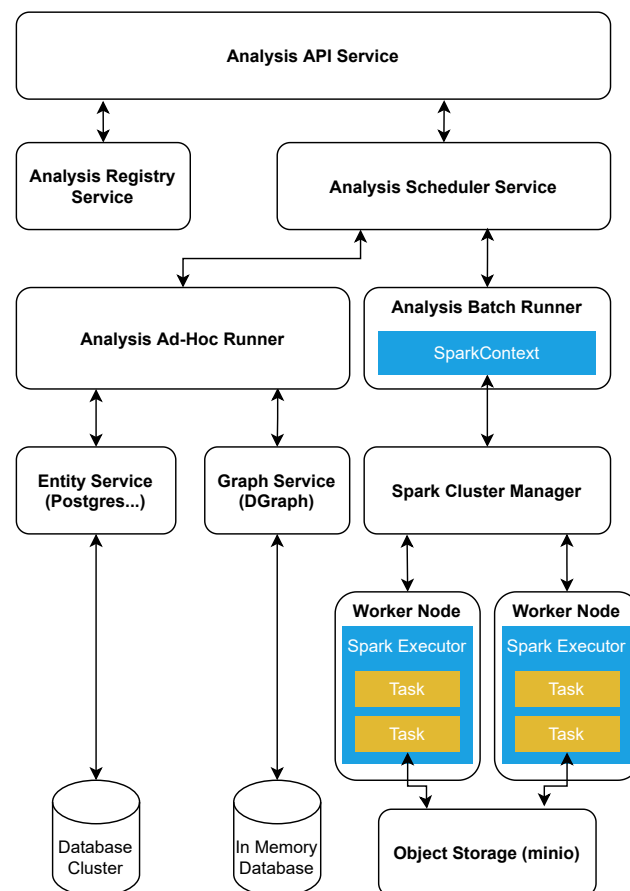 Analysis API Service
Analysis Registry
Service
Analysis Scheduler Service
Analysis Ad-Hoc Runner
Analysis Batch Runner
SparkContext
Entity Service
(Postgres...)
Graph Service
(DGraph)
Spark Cluster Manager
Worker Node
Spark Executor
Task
Task
Worker Node
Spark Executor
Task
Task
Database
Cluster
In Memory
Database
Object Storage (minio)